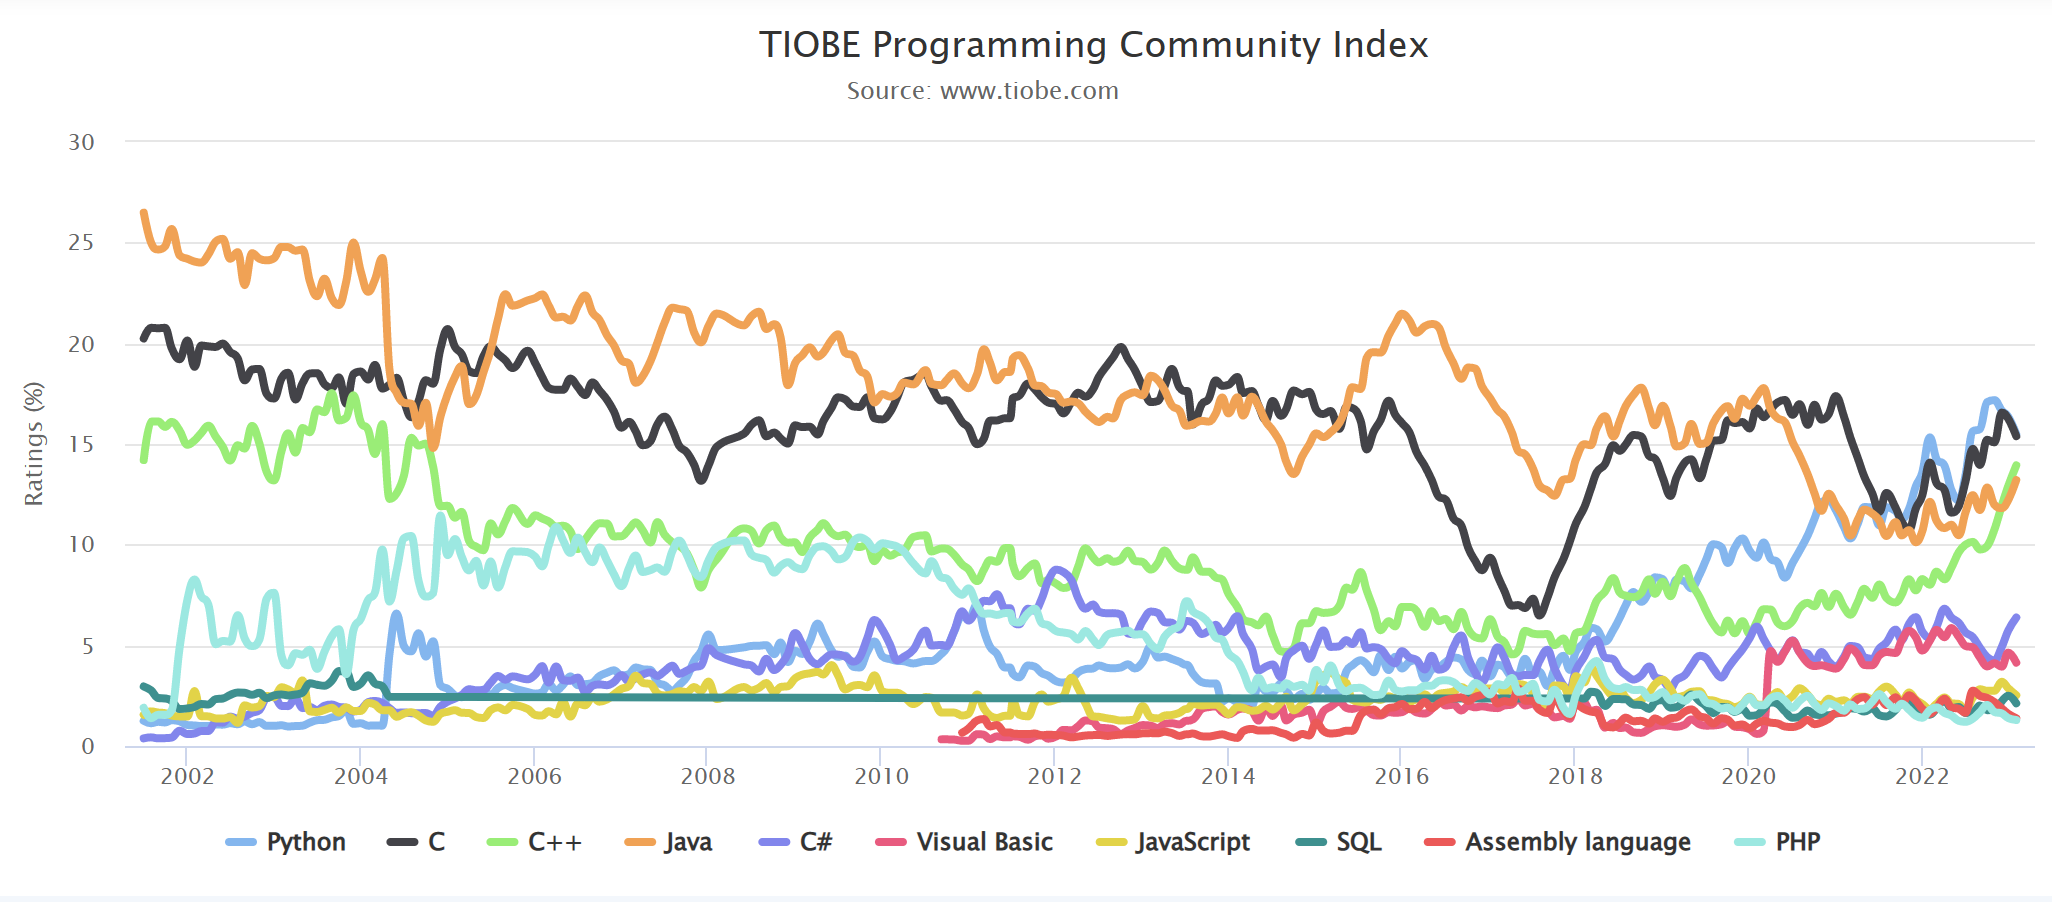 TIOBE Programming Community Index
Source: www.tiobe.com
Ratings (%)
30
25
20
15
10
5
0
2002 2004 2006 2008 2010 2012 2014 2016 2018 2020 2022
Python C C++ Java C# Visual Basic JavaScript SQL Assembly language PHP